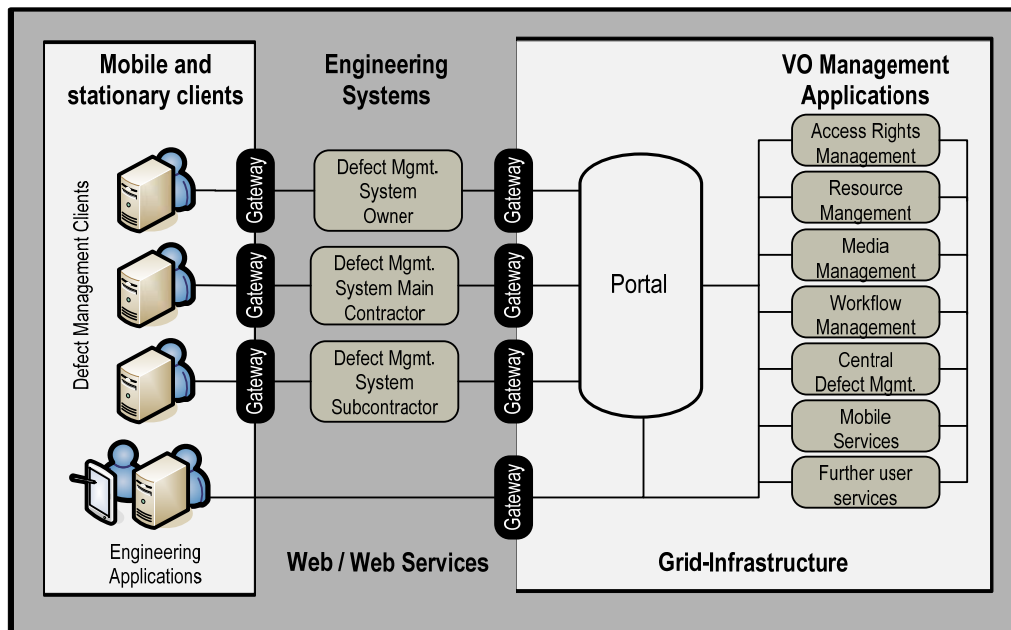 Mobile and
stationary clients
Defect Management Clients
Engineering
Applications
Gateway
Gateway
Gateway
Engineering
Systems
Defect Mgmt.
System
Owner
Defect Mgmt.
System Main
Contractor
Defect Mgmt.
System
Subcontractor
Web / Web Services
Gateway
Gateway
Gateway
Gateway
Portal
Grid-Infrastructure
VO Management
Applications
Access Rights
Management
Resource
Mangement
Media
Management
Workflow
Management
Central
Defect Mgmt.
Mobile
Services
Further user
services